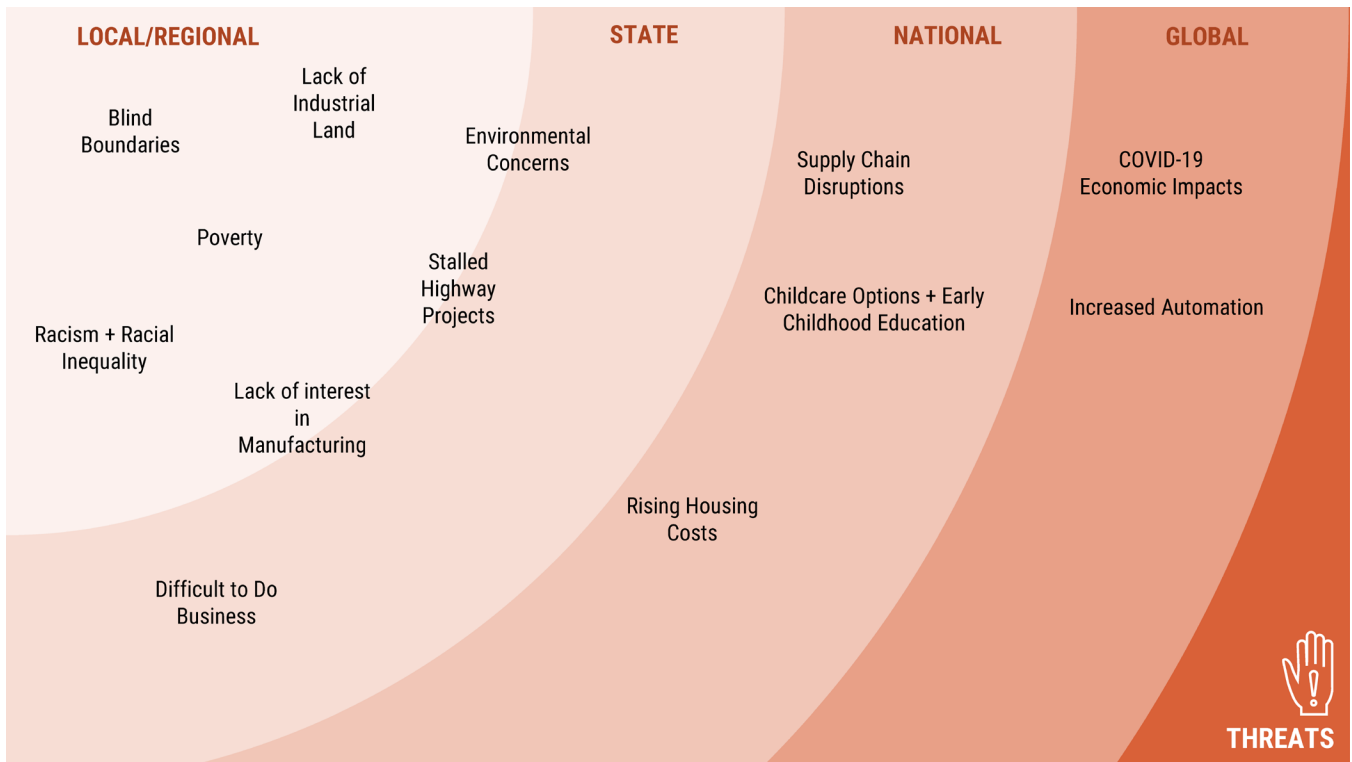 LOCAL/REGIONAL
STATE
NATIONAL
GLOBAL
Lack of
Industrial
Land
Blind
Boundaries
Environmental
Concerns
Supply Chain
Disruptions
COVID-19
Economic Impacts
Poverty
Stalled
Highway
Projects
Childcare Options + Early
Childhood Education
Increased Automation
Racism + Racial
Inequality
Lack of interest
in
Manufacturing
Rising Housing
Costs
Difficult to Do
Business
THREATS